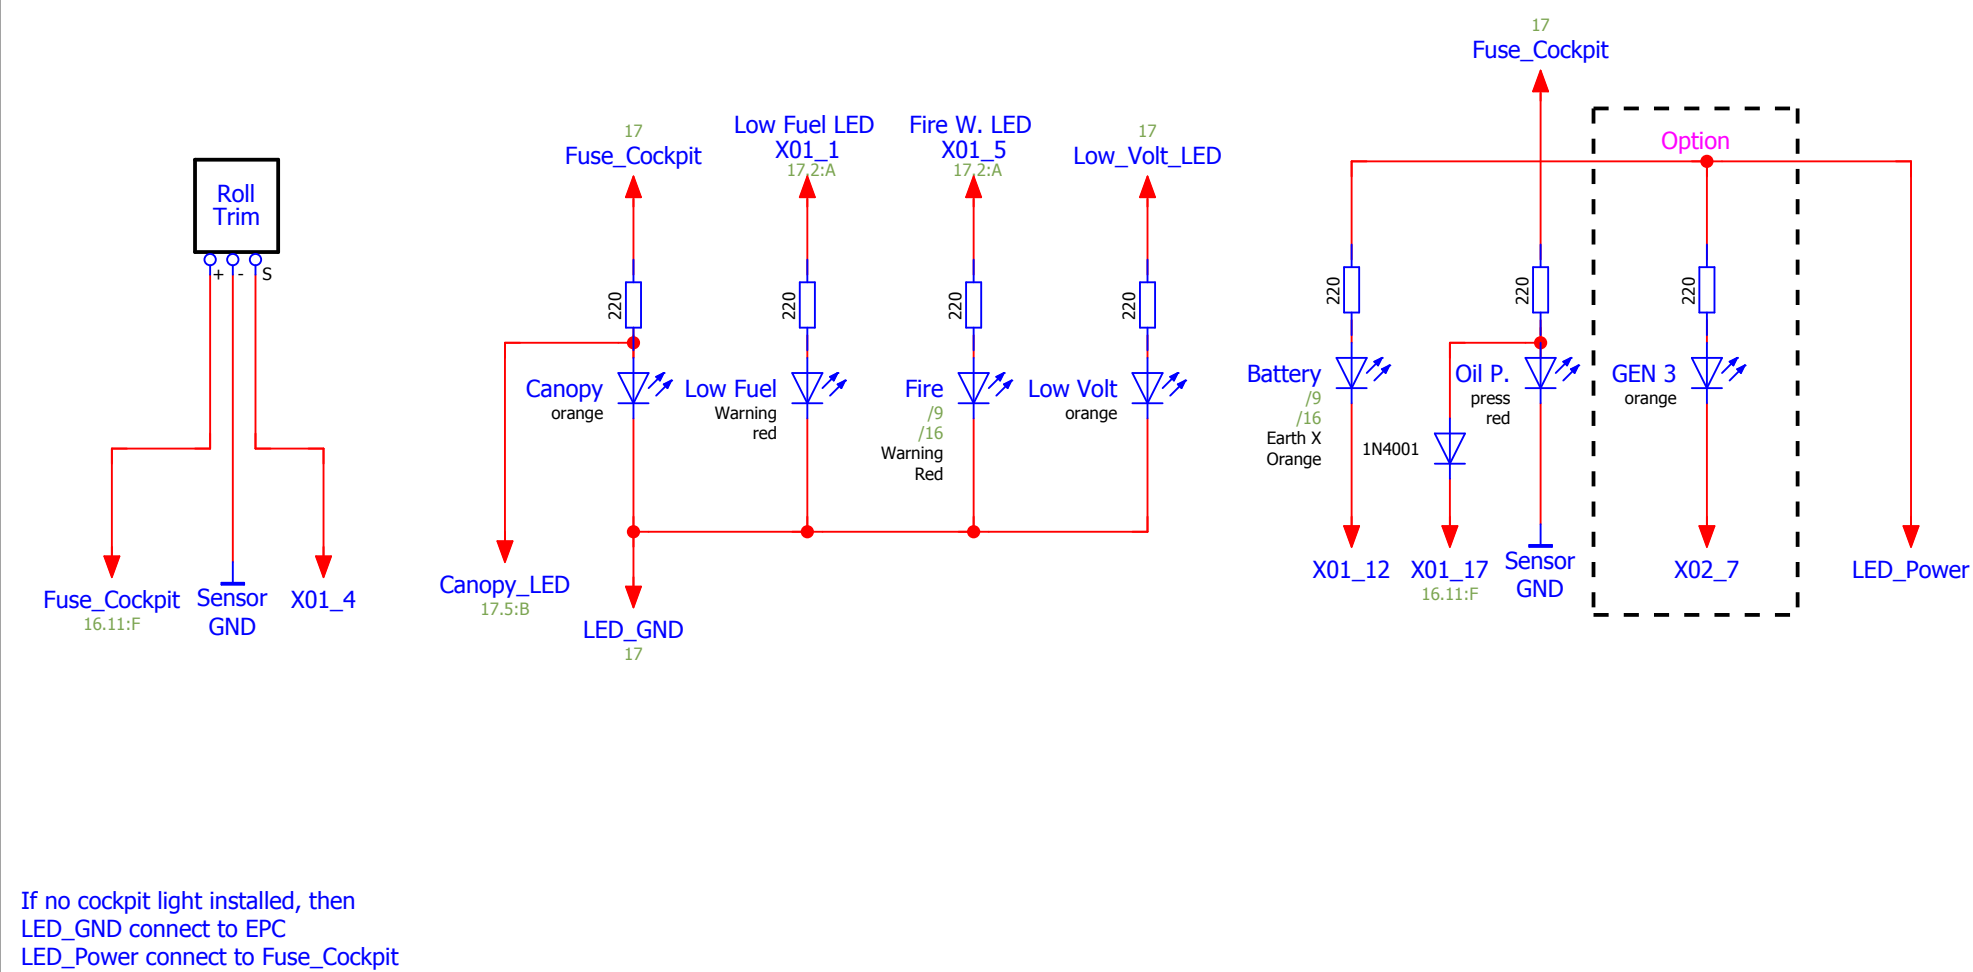 Roll
Trim
+
-
S
Fuse_Cockpit
16.11:F
Sensor
GND
X01_4
17
Fuse_Cockpit
Low Fuel LED
X01_1
17.2:A
Fire W. LED
X01_5
17.2:A
17
Low_Volt_LED
220
220
220
220
Canopy
orange
Low Fuel
Warning
red
Fire
/9
/16
Warning
Red
Low Volt
orange
Canopy_LED
17.5:B
LED_GND
17
17
Fuse_Cockpit
Option
220
220
220
Battery
/9
/16
Earth X
Orange
1N4001
Oil P.
press
red
GEN 3
orange
X01_12
X01_17
16.11:F
Sensor
GND
X02_7
LED_Power
If no cockpit light installed, then
LED_GND connect to EPC
LED_Power connect to Fuse_Cockpit